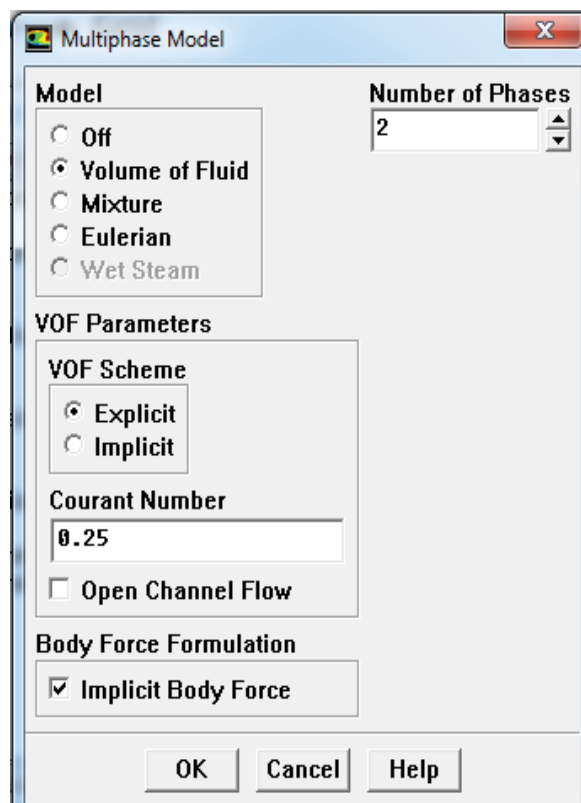 Multiphase Model
Model
Number of Phases
Off
2
Volume of Fluid
Mixture
Eulerian
Wet Steam
VOF Parameters
VOF Scheme
Explicit
Implicit
Courant Number
0.25
Open Channel Flow
Body Force Formulation
Implicit Body Force
OK Cancel Help